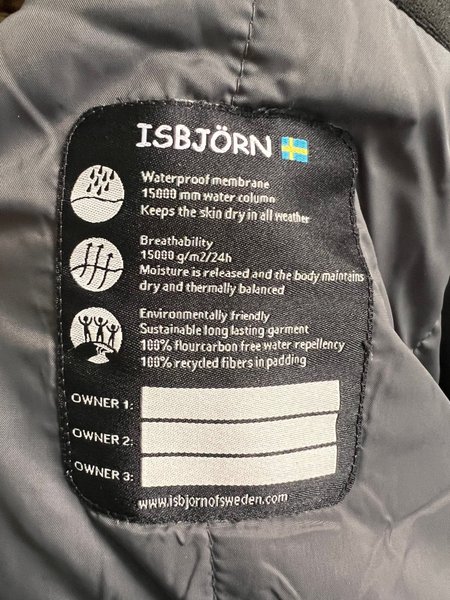 ISBJÖRN
Waterproof membrane
15000 mm water column
Keeps the skin dry in all weather
Breathability
15000 g/m2/24h
Moisture is released and the body maintains
dry and thermally balanced
Environmentally friendly
Sustainable long lasting garment
100% flourcarbon free water repellency
100% recycled fibers in padding
OWNER 1:
OWNER 2:
OWNER 3:
www.isbjornofsweden.com